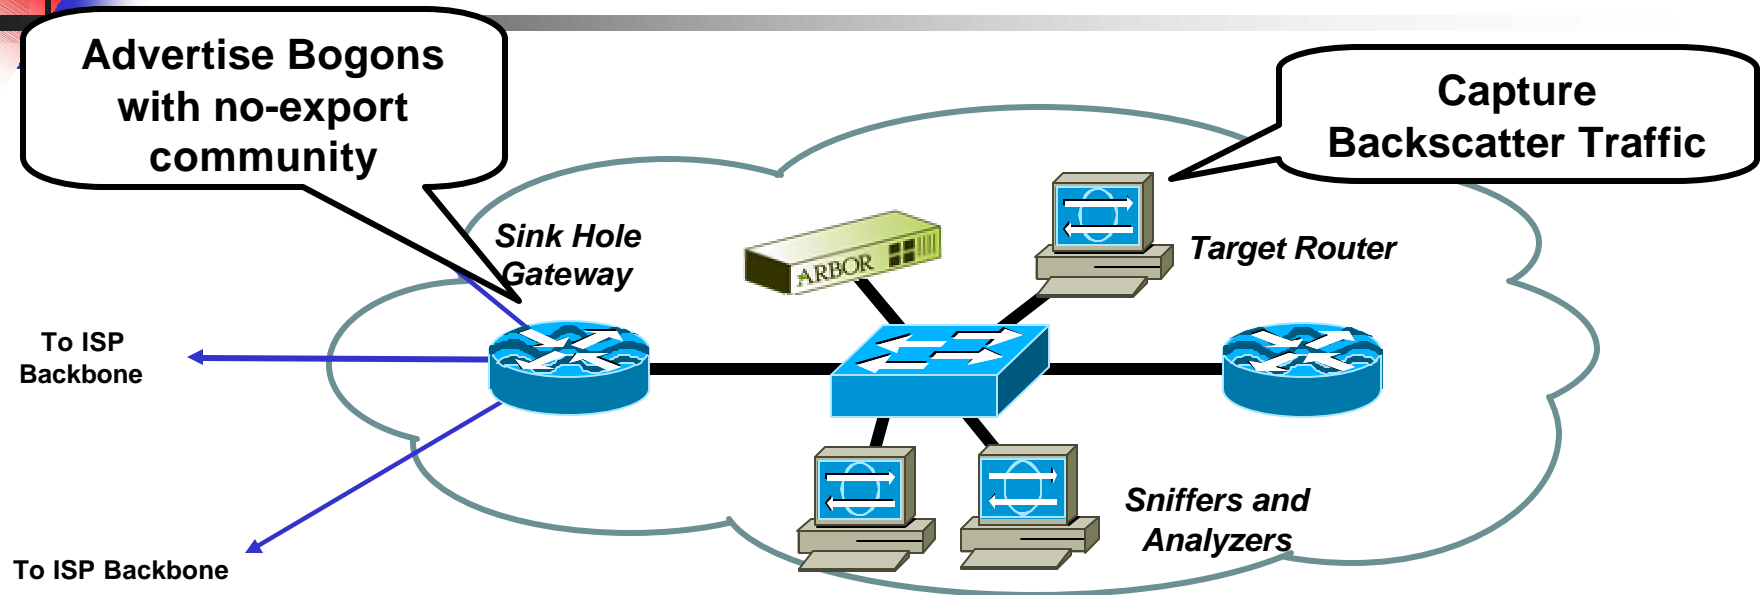 Advertise Bogons
with no-export
community
Capture
Backscatter Traffic
Sink Hole
Gateway
ARBOR
Target Router
To ISP
Backbone
Sniffers and
Analyzers
To ISP Backbone